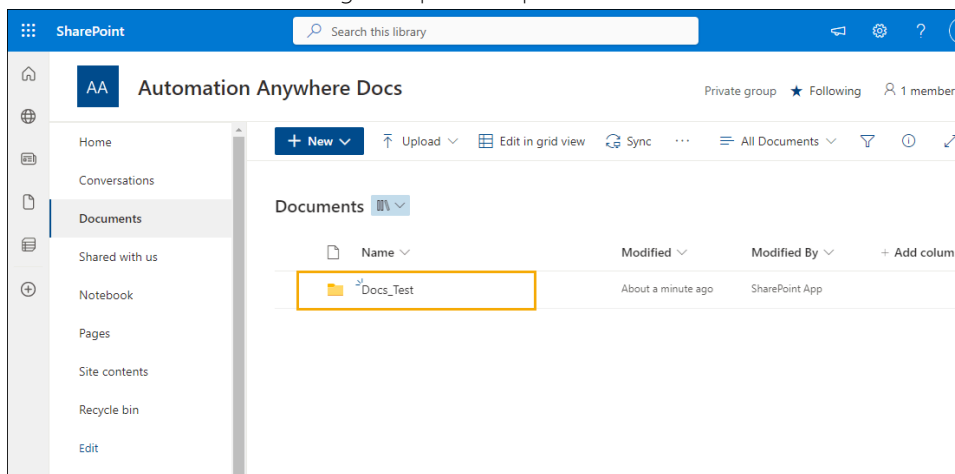 SharePoint
Search this library
?
AA
Automation Anywhere Docs
Private group
Following
1 member
Home
Conversations
Documents
Shared with us
Notebook
Pages
Site contents
Recycle bin
Edit
+ New
Upload
Edit in grid view
Sync
...
All Documents
Documents
Name
Modified
Modified By
+ Add colum
Docs_Test
About a minute ago
SharePoint App